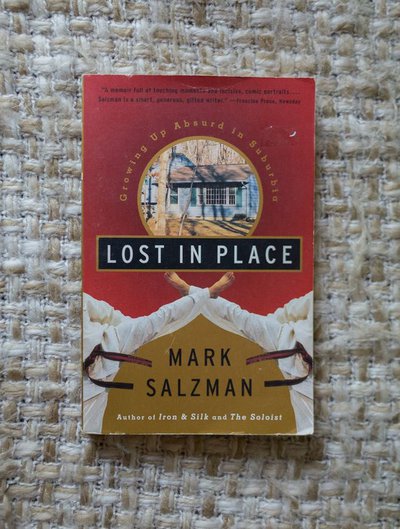 "A memoir full of touching moments and incisive, comic portraits....
Salzman is a smart, generous, gifted writer." —Francine Prose, Newsday
Growing Up Absurd in Suburbia
LOST IN PLACE
MARK
SALZMAN
Author of Iron & Silk and The Soloist